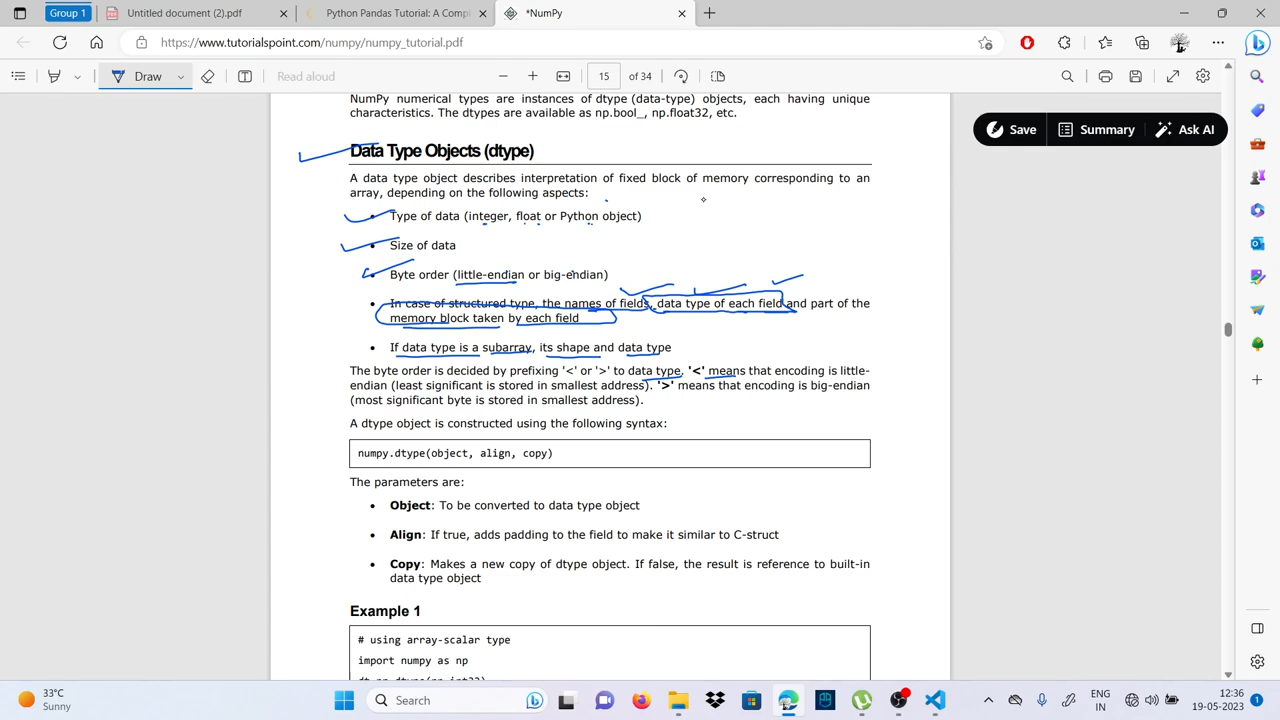 Group 1
Untitled document (2).pdf
Python Pandas Tutorial: A Compl
*NumPy
https://www.tutorialspoint.com/numpy/numpy_tutorial.pdf
Draw
Read aloud
15 of 34
NumPy numerical types are instances of dtype (data-type) objects, each having unique
characteristics. The dtypes are available as np.bool_, np.float32, etc.
Save
Summary
Ask AI
Data Type Objects (dtype)
A data type object describes interpretation of fixed block of memory corresponding to an
array, depending on the following aspects:
• Type of data (integer, float or Python object)
• Size of data
• Byte order (little-endian or big-endian)
• In case of structured type, the names of fields, data type of each field and part of the
memory block taken by each field
• If data type is a subarray, its shape and data type
The byte order is decided by prefixing '<' or '>' to data type. '<' means that encoding is little-
endian (least significant is stored in smallest address). '>' means that encoding is big-endian
(most significant byte is stored in smallest address).
A dtype object is constructed using the following syntax:
numpy.dtype(object, align, copy)
The parameters are:
• Object: To be converted to data type object
• Align: If true, adds padding to the field to make it similar to C-struct
• Copy: Makes a new copy of dtype object. If false, the result is reference to built-in
data type object
Example 1
# using array-scalar type
import numpy as np
dt=np.dtype(np.int32)
33°C
Sunny
Search
ENG
IN
12:36
19-05-2023